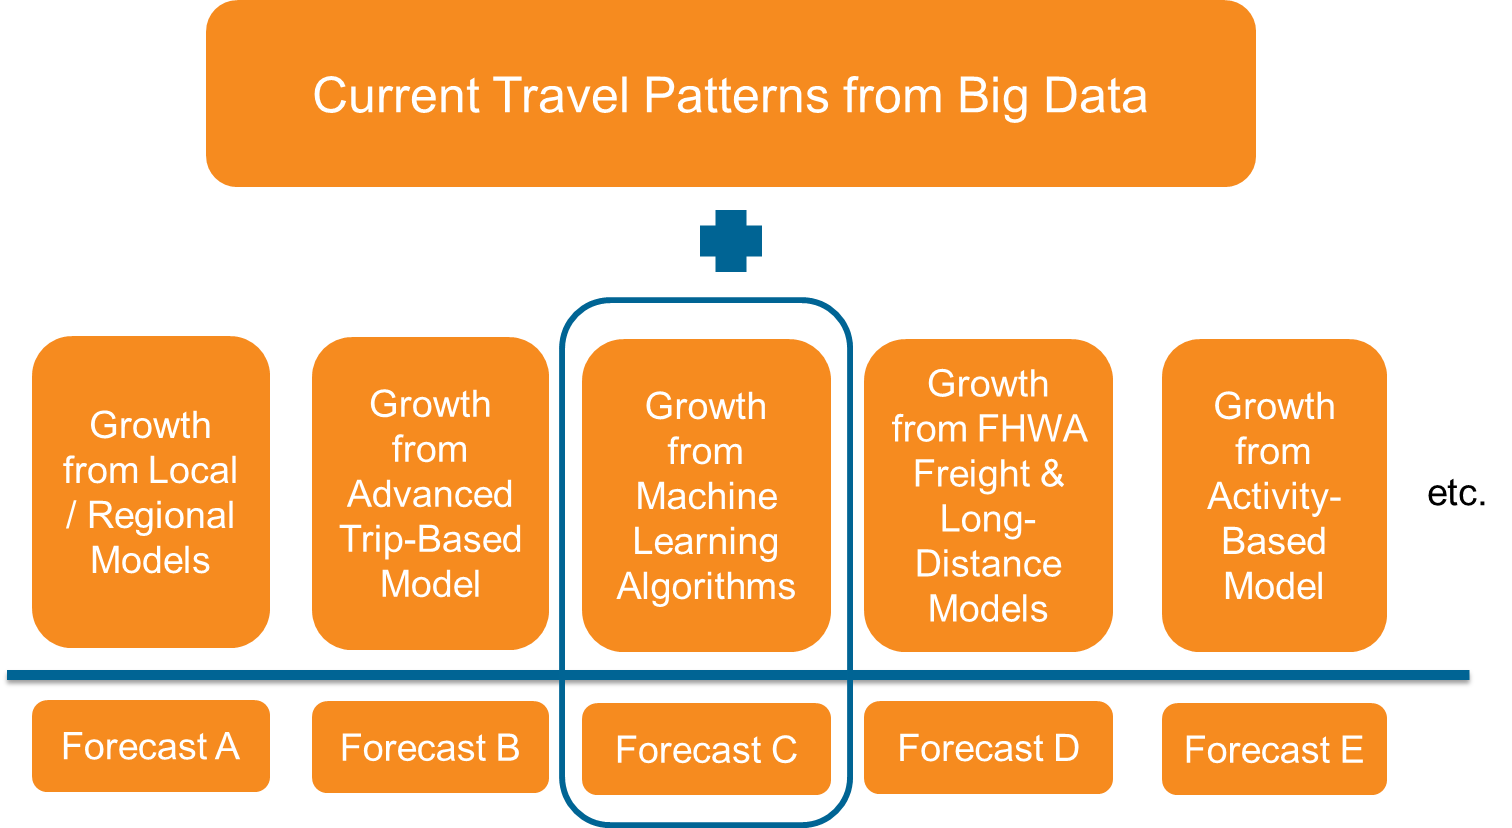 Current Travel Patterns from Big Data
Growth
from Local
/ Regional
Models
Growth
from
Advanced
Trip-Based
Model
Growth
from
Machine
Learning
Algorithms
Growth
from FHWA
Freight &
Long-
Distance
Models
Growth
from
Activity-
Based
Model
etc.
Forecast A
Forecast B
Forecast C
Forecast D
Forecast E